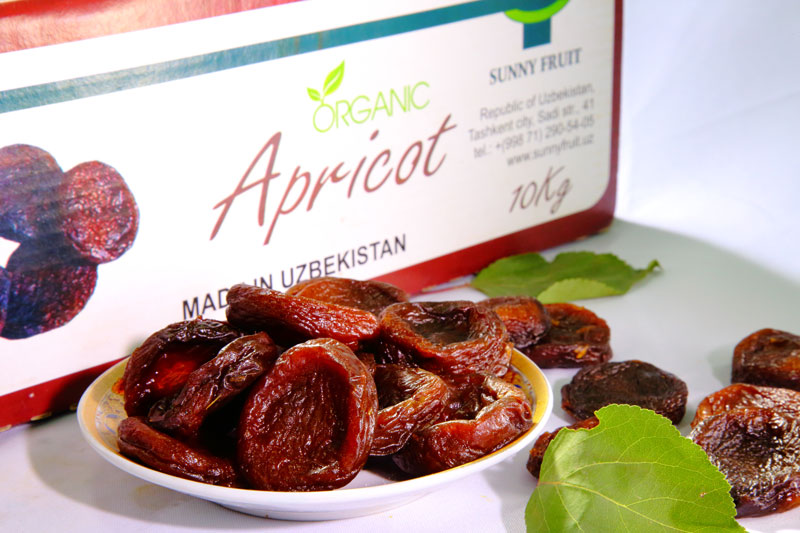 SUNNY FRUIT
ORGANIC
Apricot
Republic of Uzbekistan,
Tashkent city, Sadi str., 41
tel.: +(998 71) 290-54-05
www.sunnyfruit.uz
10Kg
MADE IN UZBEKISTAN